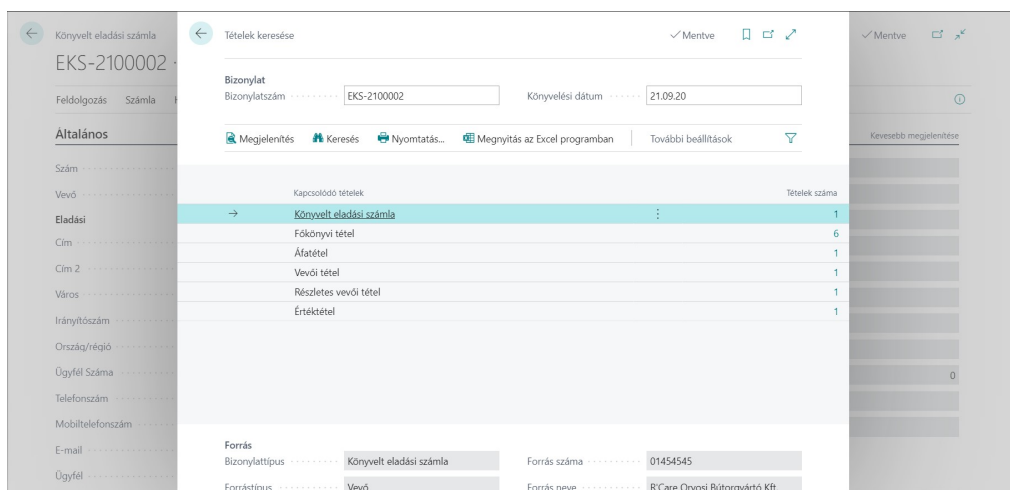 Könyvelt eladási számla
Tételek keresése
Mentve
Mentve
EKS-2100002 ·
Bizonylat
Bizonylatszám EKS-2100002 Könyvelési dátum 21.09.20
Feldolgozás Számla
Általános
Kevesebb megjelenítése
Megjelenítés Keresés Nyomtatás... Megnyitás az Excel programban További beállítások
Szám
Vevő
Kapcsolódó tételek Tételek száma
Eladási
Könyvelt eladási számla 1
Főkönyvi tétel 6
Cím
Áfatétel 1
Cím 2
Vevői tétel 1
Város
Részletes vevői tétel 1
Értéktétel 1
Irányítószám
Ország/régió
Ügyfél Száma 0
Telefonszám
Mobiltelefonszám
E-mail
Ügyfél
Forrás
Bizonylattípus Könyvelt eladási számla Forrás száma 01454545
Forrástípus Vevő Forrás neve R'Care Orvosi Bútorgyártó Kft.